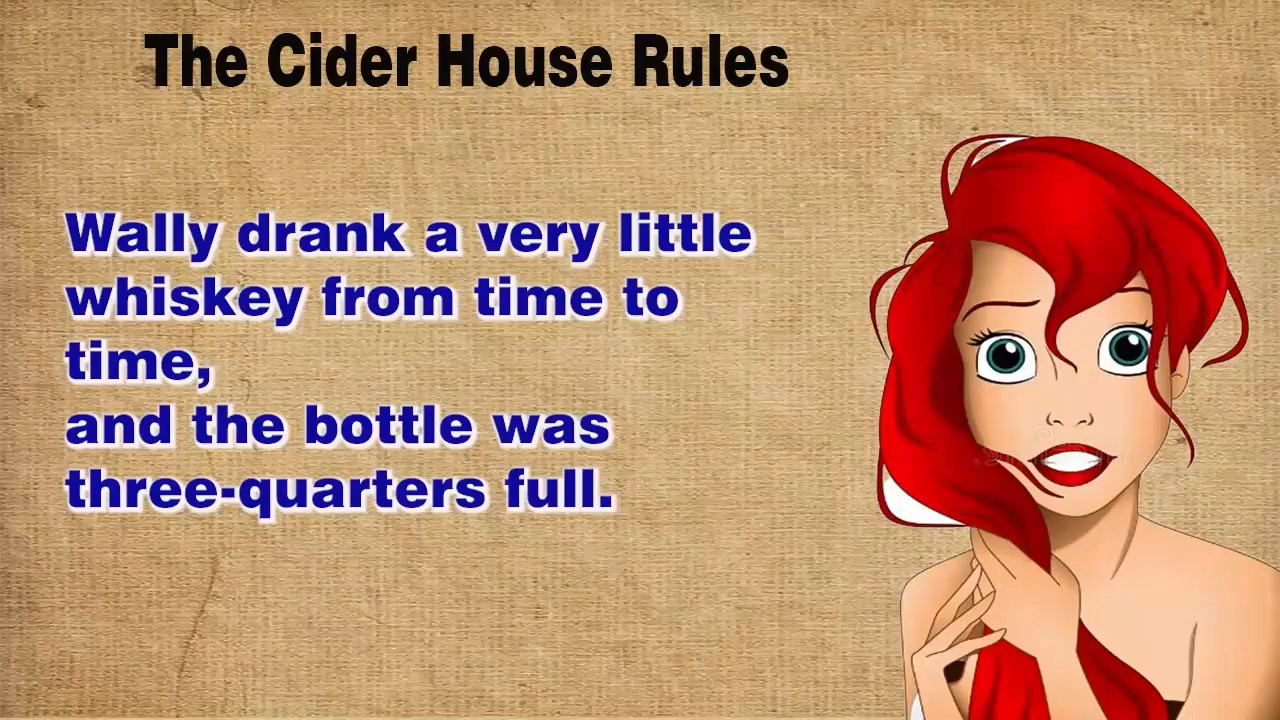 The Cider House Rules
Wally drank a very little
whiskey from time to
time,
and the bottle was
three-quarters full.